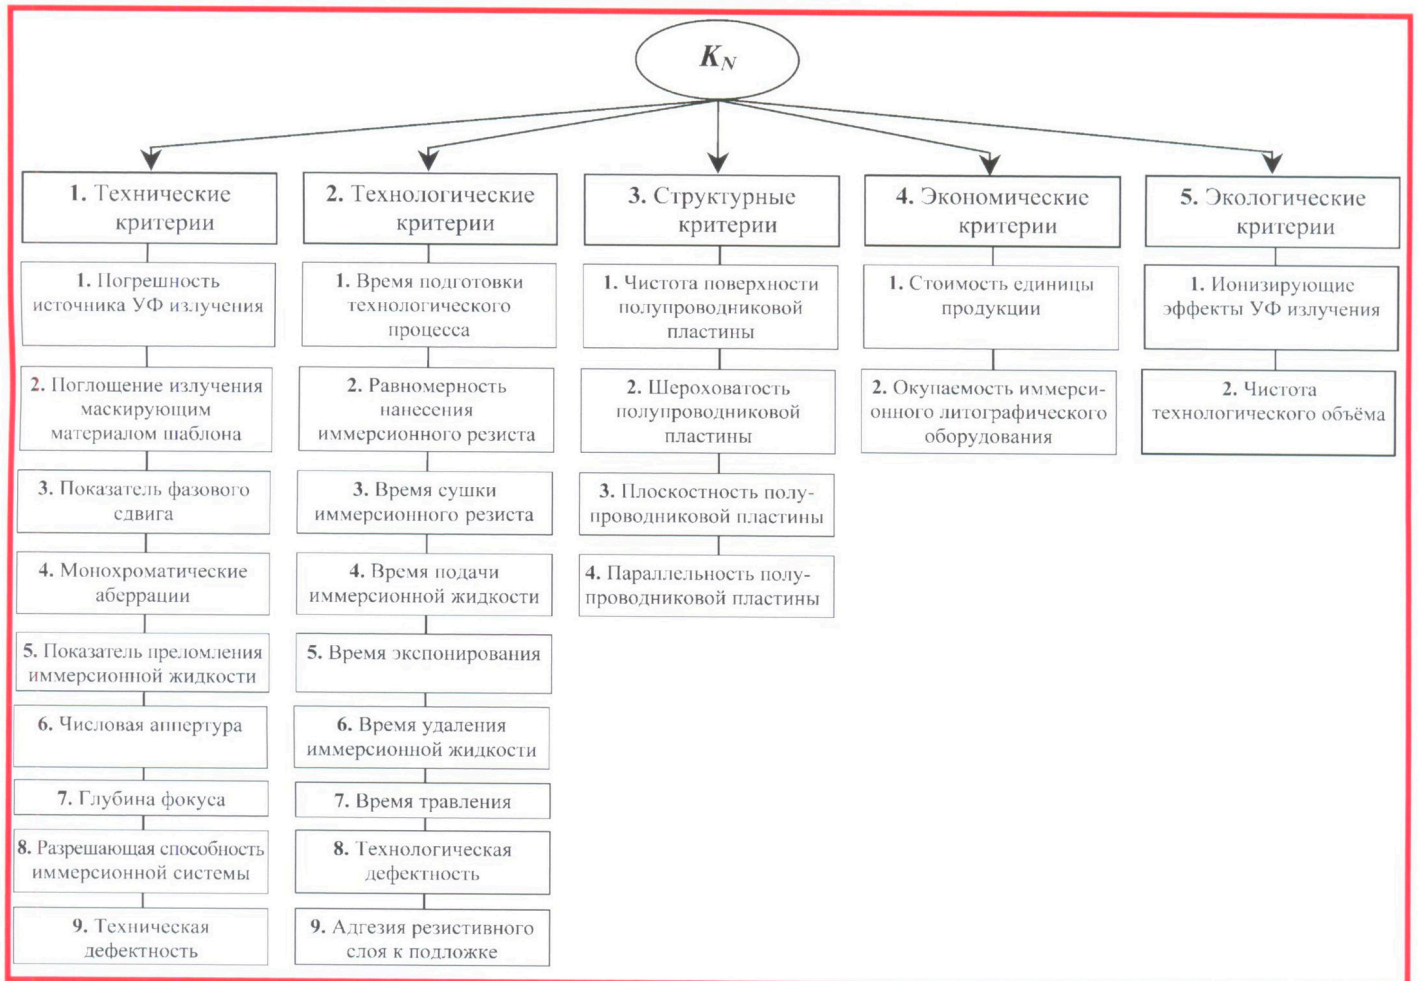 K_N
1. Технические
критерии
1. Погрешность
источника УФ излучения
2. Поглощение излучения
маскирующим
материалом шаблона
3. Показатель фазового
сдвига
4. Монохроматические
аберрации
5. Показатель преломления
иммерсионной жидкости
6. Числовая аппертура
7. Глубина фокуса
8. Разрешающая способность
иммерсионной системы
9. Техническая
дефектность
2. Технологические
критерии
1. Время подготовки
технологического
процесса
2. Равномерность
нанесения
иммерсионного резиста
3. Время сушки
иммерсионного резиста
4. Время подачи
иммерсионной жидкости
5. Время экспонирования
6. Время удаления
иммерсионной жидкости
7. Время травления
8. Технологическая
дефектность
9. Адгезия резистивного
слоя к подложке
3. Структурные
критерии
1. Чистота поверхности
полупроводниковой
пластины
2. Шероховатость
полупроводниковой
пластины
3. Плоскостность полу-
проводниковой пластины
4. Параллельность полу-
проводниковой пластины
4. Экономические
критерии
1. Стоимость единицы
продукции
2. Окупаемость иммерси-
онного литографического
оборудования
5. Экологические
критерии
1. Ионизирующие
эффекты УФ излучения
2. Чистота
технологического объёма